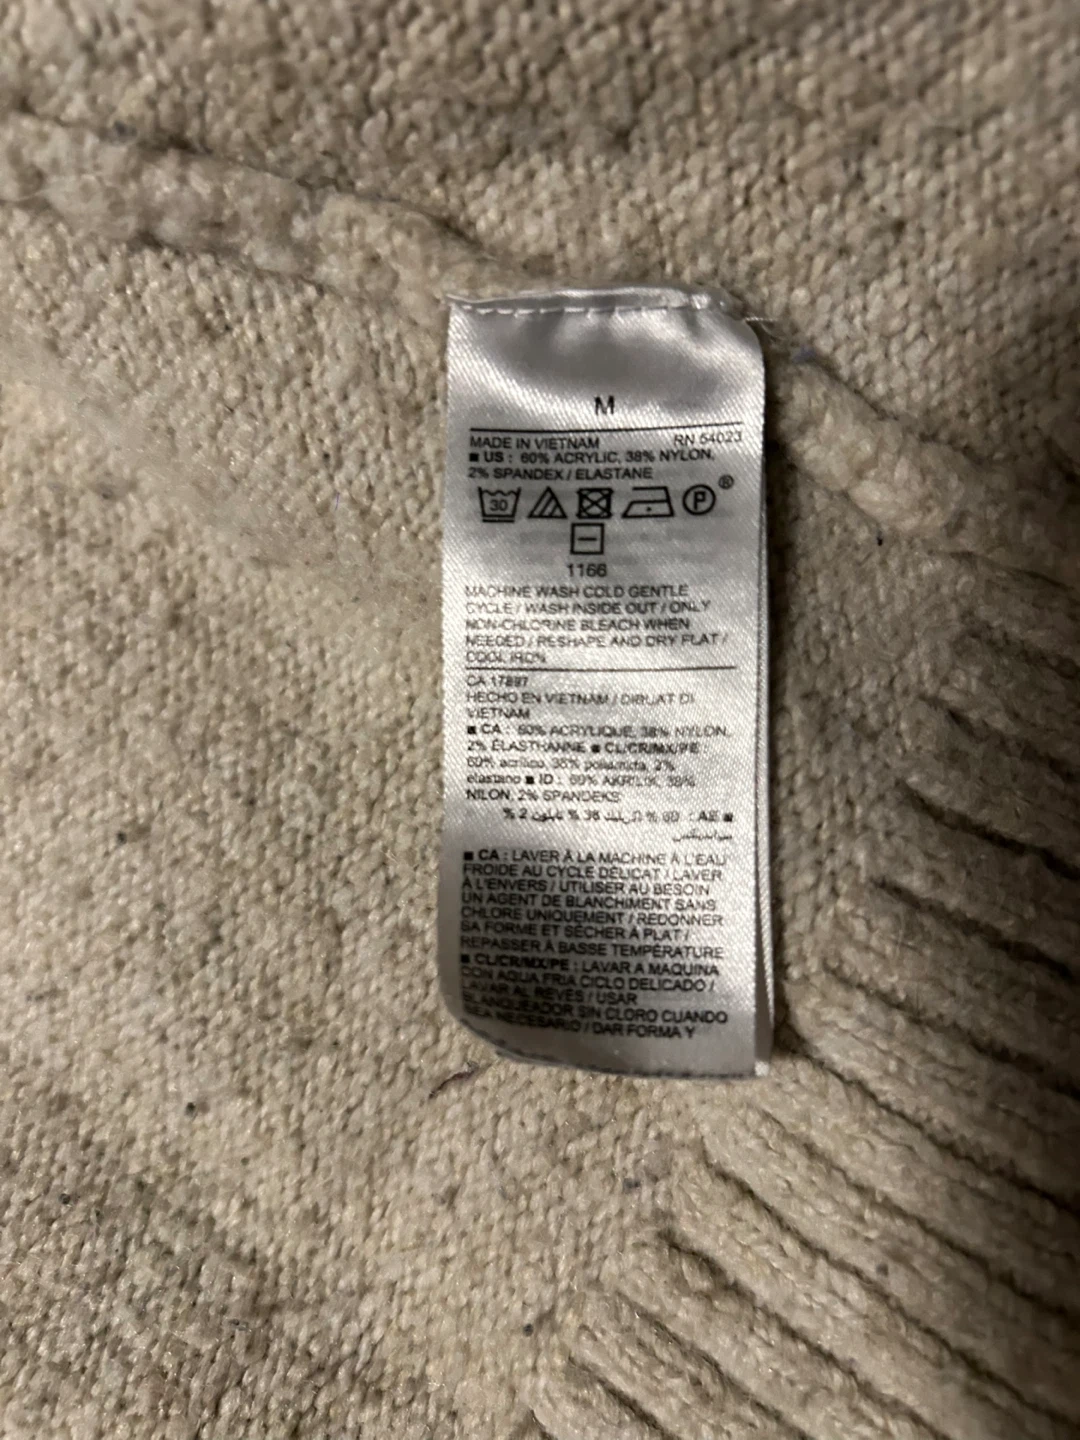 M
MADE IN VIETNAM RN 54023
■ US : 60% ACRYLIC, 38% NYLON,
2% SPANDEX / ELASTANE
30 P ®
1166
MACHINE WASH COLD GENTLE
CYCLE / WASH INSIDE OUT / ONLY
NON-CHLORINE BLEACH WHEN
NEEDED / RESHAPE AND DRY FLAT /
COOL IRON
CA 17897
HECHO EN VIETNAM / DIBUAT DI
VIETNAM
■ CA : 60% ACRYLIQUE, 38% NYLON,
2% ÉLASTHANNE ■ CL/CR/MX/PE :
60% acrílico, 38% poliamida, 2%
elastano ■ ID : 60% AKRILIK, 38%
NILON, 2% SPANDEKS
■ AE : 60 % 38 % نايلون 2 %
■ CA : LAVER À LA MACHINE À L'EAU
FROIDE AU CYCLE DÉLICAT / LAVER
À L'ENVERS / UTILISER AU BESOIN
UN AGENT DE BLANCHIMENT SANS
CHLORE UNIQUEMENT / REDONNER
SA FORME ET SÉCHER À PLAT /
REPASSER À BASSE TEMPÉRATURE
■ CL/CR/MX/PE : LAVAR A MAQUINA
CON AGUA FRIA CICLO DELICADO /
LAVAR AL REVES / USAR
BLANQUEADOR SIN CLORO CUANDO
SEA NECESARIO / DAR FORMA Y